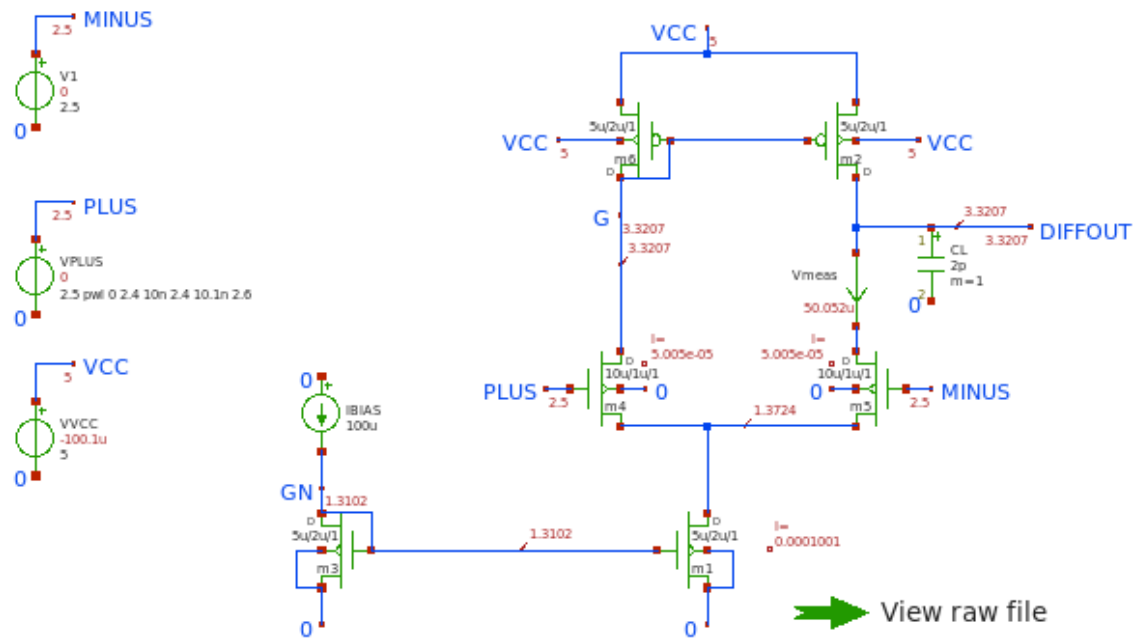 MINUS
2.5
V1
0
2.5
0
PLUS
2.5
VPLUS
0
2.5 pwl 0 2.4 10n 2.4 10.1n 2.6
0
VCC
5
VVCC
-100.1u
5
0
VCC
5
VCC
5
5u/2u/1
m6
D
5u/2u/1
m2
D
VCC
5
G
3.3207
3.3207
3.3207
DIFFOUT
3.3207
1
CL
2p
m=1
2
0
Vmeas
50.052u
I=
5.005e-05
I=
5.005e-05
PLUS
2.5
D
10u/1u/1
m4
0
D
10u/1u/1
m5
0
MINUS
2.5
1.3724
0
IBIAS
100u
GN
1.3102
D
5u/2u/1
m3
0
1.3102
D
5u/2u/1
m1
0
I=
0.0001001
View raw file